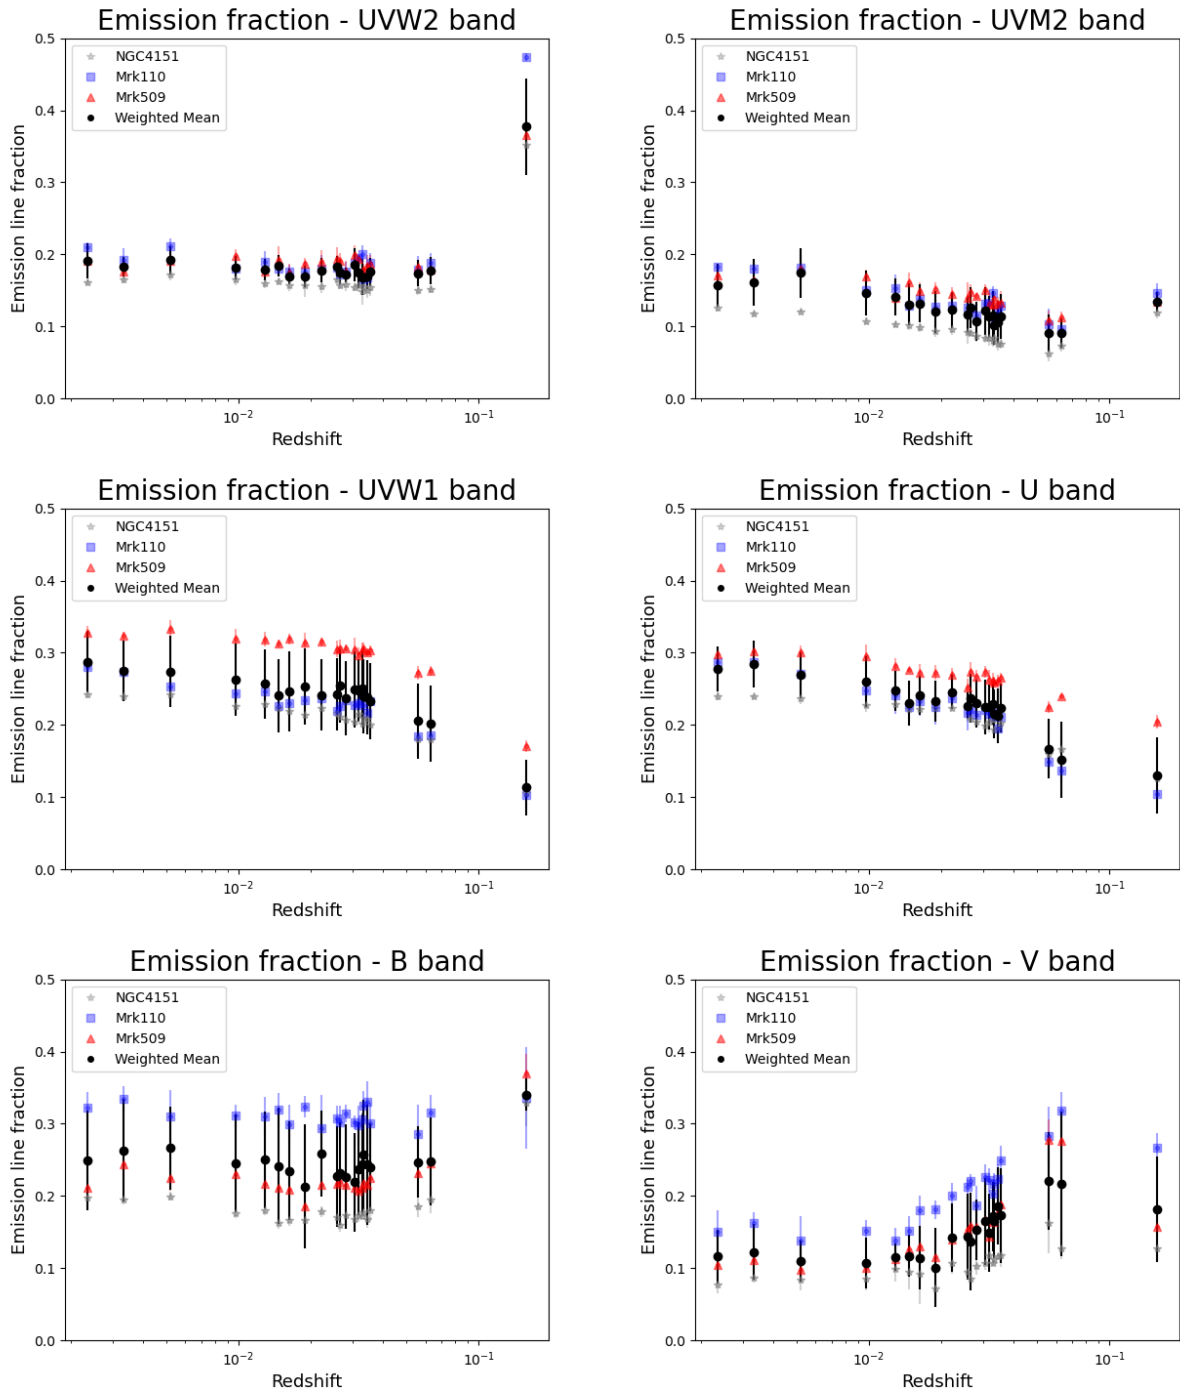 Emission fraction - UVW2 band
Emission line fraction
0.5
0.4
0.3
0.2
0.1
0.0
NGC4151
Mrk110
Mrk509
Weighted Mean
10⁻²
10⁻¹
Redshift
Emission fraction - UVM2 band
Emission line fraction
0.5
0.4
0.3
0.2
0.1
0.0
NGC4151
Mrk110
Mrk509
Weighted Mean
10⁻²
10⁻¹
Redshift
Emission fraction - UVW1 band
Emission line fraction
0.5
0.4
0.3
0.2
0.1
0.0
NGC4151
Mrk110
Mrk509
Weighted Mean
10⁻²
10⁻¹
Redshift
Emission fraction - U band
Emission line fraction
0.5
0.4
0.3
0.2
0.1
0.0
NGC4151
Mrk110
Mrk509
Weighted Mean
10⁻²
10⁻¹
Redshift
Emission fraction - B band
Emission line fraction
0.5
0.4
0.3
0.2
0.1
0.0
NGC4151
Mrk110
Mrk509
Weighted Mean
10⁻²
10⁻¹
Redshift
Emission fraction - V band
Emission line fraction
0.5
0.4
0.3
0.2
0.1
0.0
NGC4151
Mrk110
Mrk509
Weighted Mean
10⁻²
10⁻¹
Redshift